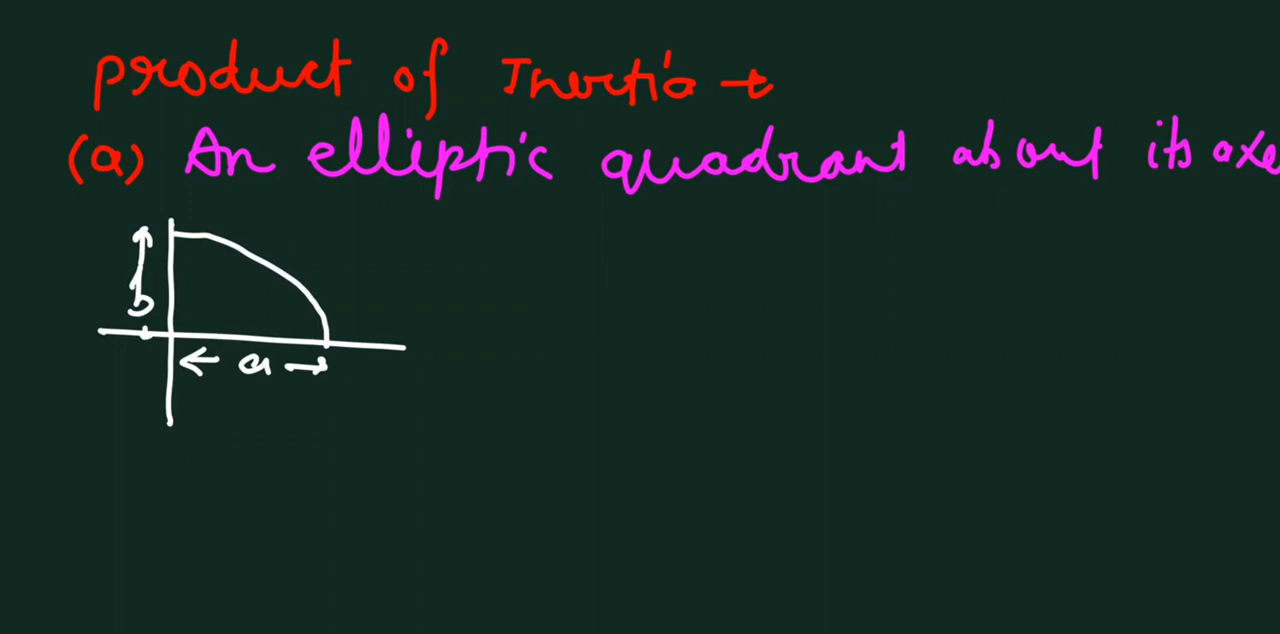 product of Inertia →
(a) An elliptic quadrant about its axe
b
← a →